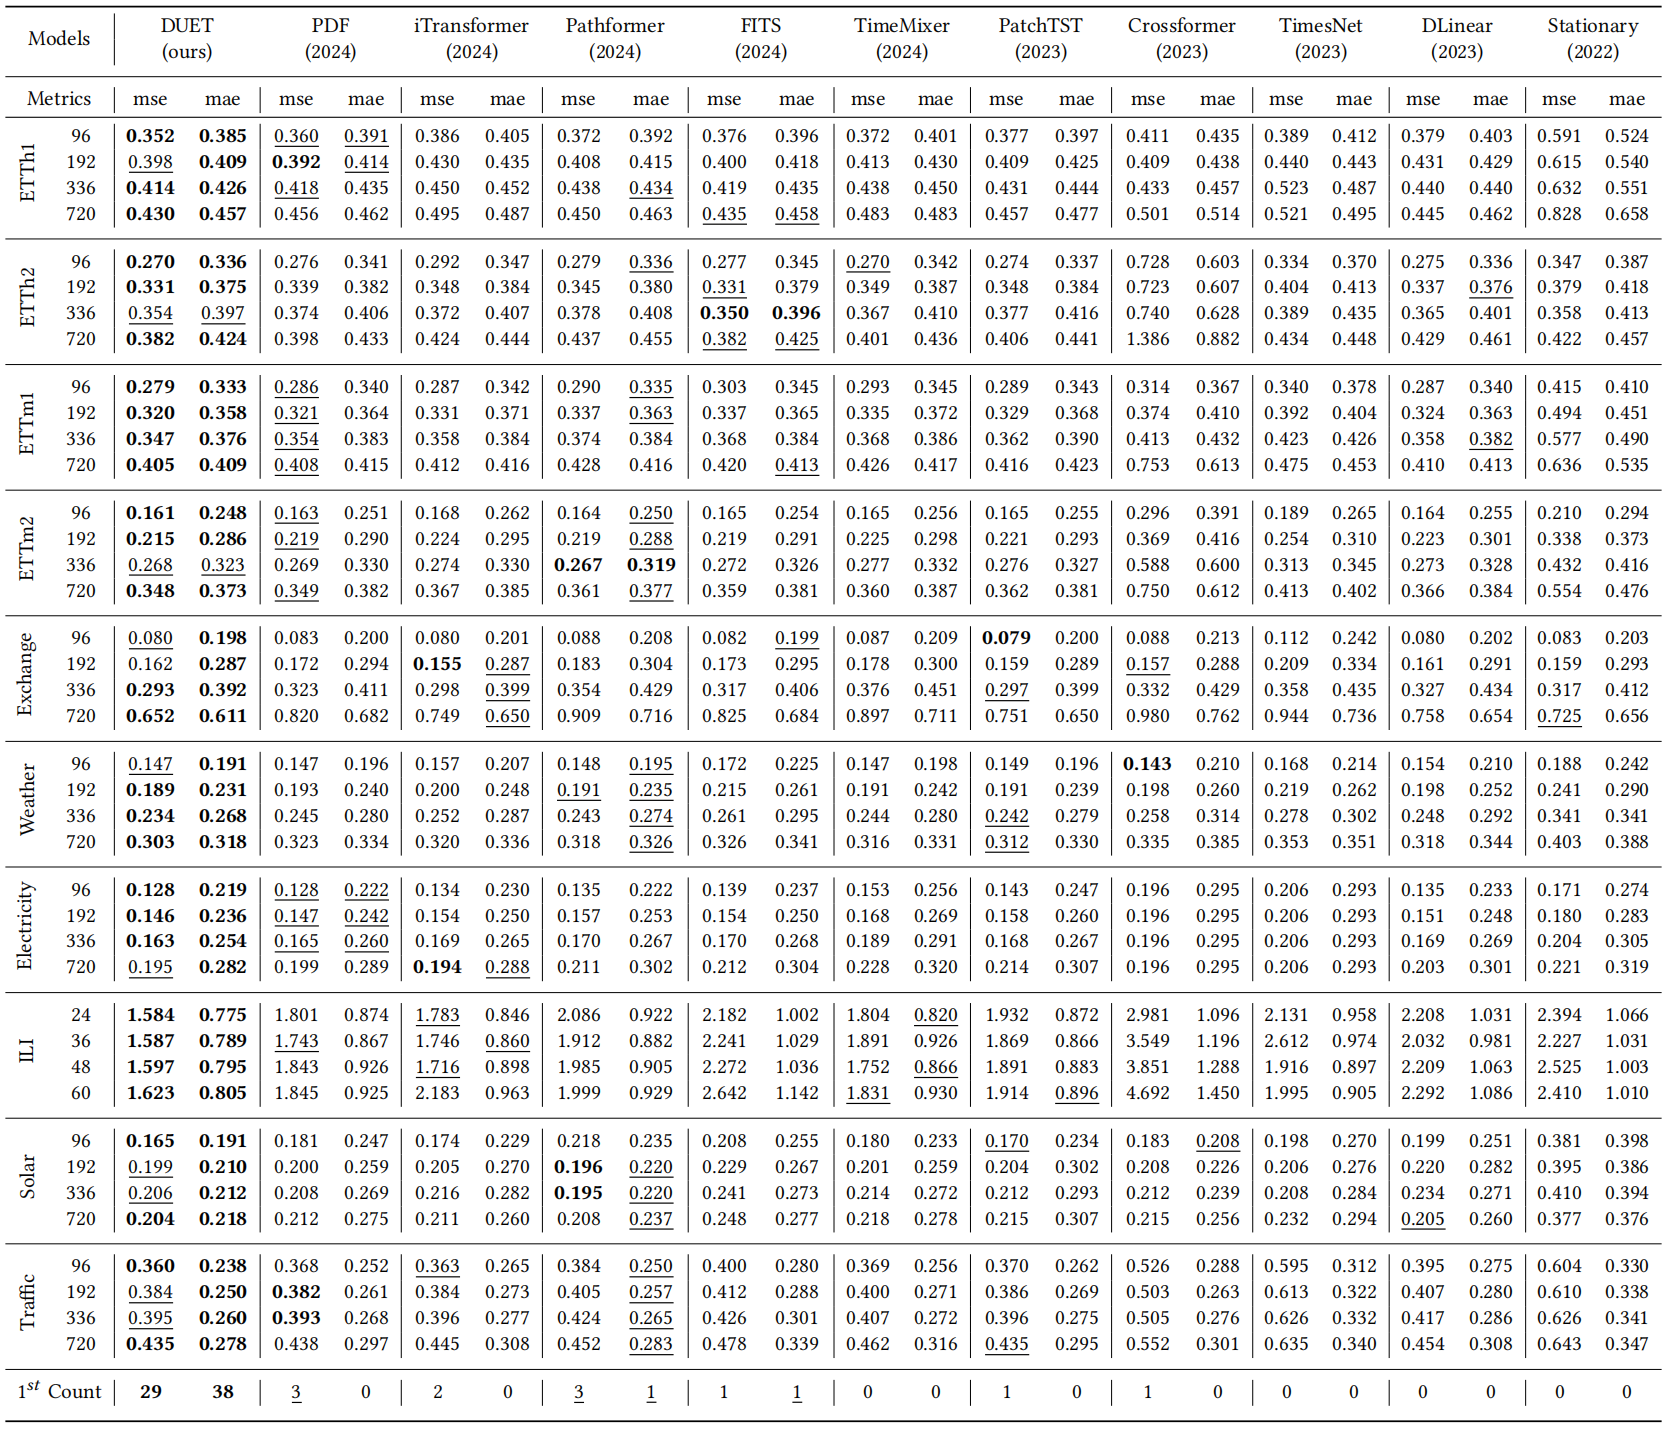 Models DUET PDF iTransformer Pathformer FITS TimeMixer PatchTST Crossformer TimesNet DLinear Stationary
(ours) (2024) (2024) (2024) (2024) (2024) (2023) (2023) (2023) (2023) (2022)
Metrics mse mae mse mae mse mae mse mae mse mae mse mae mse mae mse mae mse mae mse mae mse mae
ETTh1
96 0.352 0.385 0.360 0.391 0.386 0.405 0.372 0.392 0.376 0.396 0.372 0.401 0.377 0.397 0.411 0.435 0.389 0.412 0.379 0.403 0.591 0.524
192 0.398 0.409 0.392 0.414 0.430 0.435 0.408 0.415 0.400 0.418 0.413 0.430 0.409 0.425 0.409 0.438 0.440 0.443 0.431 0.429 0.615 0.540
336 0.414 0.426 0.418 0.435 0.450 0.452 0.438 0.434 0.419 0.435 0.438 0.450 0.431 0.444 0.433 0.457 0.523 0.487 0.440 0.440 0.632 0.551
720 0.430 0.457 0.456 0.462 0.495 0.487 0.450 0.463 0.435 0.458 0.483 0.483 0.457 0.477 0.501 0.514 0.521 0.495 0.445 0.462 0.828 0.658
ETTh2
96 0.270 0.336 0.276 0.341 0.292 0.347 0.279 0.336 0.277 0.345 0.270 0.342 0.274 0.337 0.728 0.603 0.334 0.370 0.275 0.336 0.347 0.387
192 0.331 0.375 0.339 0.382 0.348 0.384 0.345 0.380 0.331 0.379 0.349 0.387 0.348 0.384 0.723 0.607 0.404 0.413 0.337 0.376 0.379 0.418
336 0.354 0.397 0.374 0.406 0.372 0.407 0.378 0.408 0.350 0.396 0.367 0.410 0.377 0.416 0.740 0.628 0.389 0.435 0.365 0.401 0.358 0.413
720 0.382 0.424 0.398 0.433 0.424 0.444 0.437 0.455 0.382 0.425 0.401 0.436 0.406 0.441 1.386 0.882 0.434 0.448 0.429 0.461 0.422 0.457
ETTm1
96 0.279 0.333 0.286 0.340 0.287 0.342 0.290 0.335 0.303 0.345 0.293 0.345 0.289 0.343 0.314 0.367 0.340 0.378 0.287 0.340 0.415 0.410
192 0.320 0.358 0.321 0.364 0.331 0.371 0.337 0.363 0.337 0.365 0.335 0.372 0.329 0.368 0.374 0.410 0.392 0.404 0.324 0.363 0.494 0.451
336 0.347 0.376 0.354 0.383 0.358 0.384 0.374 0.384 0.368 0.384 0.368 0.386 0.362 0.390 0.413 0.432 0.423 0.426 0.358 0.382 0.577 0.490
720 0.405 0.409 0.408 0.415 0.412 0.416 0.428 0.416 0.420 0.413 0.426 0.417 0.416 0.423 0.753 0.613 0.475 0.453 0.410 0.413 0.636 0.535
ETTm2
96 0.161 0.248 0.163 0.251 0.168 0.262 0.164 0.250 0.165 0.254 0.165 0.256 0.165 0.255 0.296 0.391 0.189 0.265 0.164 0.255 0.210 0.294
192 0.215 0.286 0.219 0.290 0.224 0.295 0.219 0.288 0.219 0.291 0.225 0.298 0.221 0.293 0.369 0.416 0.254 0.310 0.223 0.301 0.338 0.373
336 0.268 0.323 0.269 0.330 0.274 0.330 0.267 0.319 0.272 0.326 0.277 0.332 0.276 0.327 0.588 0.600 0.313 0.345 0.273 0.328 0.432 0.416
720 0.348 0.373 0.349 0.382 0.367 0.385 0.361 0.377 0.359 0.381 0.360 0.387 0.362 0.381 0.750 0.612 0.413 0.402 0.366 0.384 0.554 0.476
Exchange
96 0.080 0.198 0.083 0.200 0.080 0.201 0.088 0.208 0.082 0.199 0.087 0.209 0.079 0.200 0.088 0.213 0.112 0.242 0.080 0.202 0.083 0.203
192 0.162 0.287 0.172 0.294 0.155 0.287 0.183 0.304 0.173 0.295 0.178 0.300 0.159 0.289 0.157 0.288 0.209 0.334 0.161 0.291 0.159 0.293
336 0.293 0.392 0.323 0.411 0.298 0.399 0.354 0.429 0.317 0.406 0.376 0.451 0.297 0.399 0.332 0.429 0.358 0.435 0.327 0.434 0.317 0.412
720 0.652 0.611 0.820 0.682 0.749 0.650 0.909 0.716 0.825 0.684 0.897 0.711 0.751 0.650 0.980 0.762 0.944 0.736 0.758 0.654 0.725 0.656
Weather
96 0.147 0.191 0.147 0.196 0.157 0.207 0.148 0.195 0.172 0.225 0.147 0.198 0.149 0.196 0.143 0.210 0.168 0.214 0.154 0.210 0.188 0.242
192 0.189 0.231 0.193 0.240 0.200 0.248 0.191 0.235 0.215 0.261 0.191 0.242 0.191 0.239 0.198 0.260 0.219 0.262 0.198 0.252 0.241 0.290
336 0.234 0.268 0.245 0.280 0.252 0.287 0.243 0.274 0.261 0.295 0.244 0.280 0.242 0.279 0.258 0.314 0.278 0.302 0.248 0.292 0.341 0.341
720 0.303 0.318 0.323 0.334 0.320 0.336 0.318 0.326 0.326 0.341 0.316 0.331 0.312 0.330 0.335 0.385 0.353 0.351 0.318 0.344 0.403 0.388
Electricity
96 0.128 0.219 0.128 0.222 0.134 0.230 0.135 0.222 0.139 0.237 0.153 0.256 0.143 0.247 0.196 0.295 0.206 0.293 0.135 0.233 0.171 0.274
192 0.146 0.236 0.147 0.242 0.154 0.250 0.157 0.253 0.154 0.250 0.168 0.269 0.158 0.260 0.196 0.295 0.206 0.293 0.151 0.248 0.180 0.283
336 0.163 0.254 0.165 0.260 0.169 0.265 0.170 0.267 0.170 0.268 0.189 0.291 0.168 0.267 0.196 0.295 0.206 0.293 0.169 0.269 0.204 0.305
720 0.195 0.282 0.199 0.289 0.194 0.288 0.211 0.302 0.212 0.304 0.228 0.320 0.214 0.307 0.196 0.295 0.206 0.293 0.203 0.301 0.221 0.319
ILI
24 1.584 0.775 1.801 0.874 1.783 0.846 2.086 0.922 2.182 1.002 1.804 0.820 1.932 0.872 2.981 1.096 2.131 0.958 2.208 1.031 2.394 1.066
36 1.587 0.789 1.743 0.867 1.746 0.860 1.912 0.882 2.241 1.029 1.891 0.926 1.869 0.866 3.549 1.196 2.612 0.974 2.032 0.981 2.227 1.031
48 1.597 0.795 1.843 0.926 1.716 0.898 1.985 0.905 2.272 1.036 1.752 0.866 1.891 0.883 3.851 1.288 1.916 0.897 2.209 1.063 2.525 1.003
60 1.623 0.805 1.845 0.925 2.183 0.963 1.999 0.929 2.642 1.142 1.831 0.930 1.914 0.896 4.692 1.450 1.995 0.905 2.292 1.086 2.410 1.010
Solar
96 0.165 0.191 0.181 0.247 0.174 0.229 0.218 0.235 0.208 0.255 0.180 0.233 0.170 0.234 0.183 0.208 0.198 0.270 0.199 0.251 0.381 0.398
192 0.199 0.210 0.200 0.259 0.205 0.270 0.196 0.220 0.229 0.267 0.201 0.259 0.204 0.302 0.208 0.226 0.206 0.276 0.220 0.282 0.395 0.386
336 0.206 0.212 0.208 0.269 0.216 0.282 0.195 0.220 0.241 0.273 0.214 0.272 0.212 0.293 0.212 0.239 0.208 0.284 0.234 0.271 0.410 0.394
720 0.204 0.218 0.212 0.275 0.211 0.260 0.208 0.237 0.248 0.277 0.218 0.278 0.215 0.307 0.215 0.256 0.232 0.294 0.205 0.260 0.377 0.376
Traffic
96 0.360 0.238 0.368 0.252 0.363 0.265 0.384 0.250 0.400 0.280 0.369 0.256 0.370 0.262 0.526 0.288 0.595 0.312 0.395 0.275 0.604 0.330
192 0.384 0.250 0.382 0.261 0.384 0.273 0.405 0.257 0.412 0.288 0.400 0.271 0.386 0.269 0.503 0.263 0.613 0.322 0.407 0.280 0.610 0.338
336 0.395 0.260 0.393 0.268 0.396 0.277 0.424 0.265 0.426 0.301 0.407 0.272 0.396 0.275 0.505 0.276 0.626 0.332 0.417 0.286 0.626 0.341
720 0.435 0.278 0.438 0.297 0.445 0.308 0.452 0.283 0.478 0.339 0.462 0.316 0.435 0.295 0.552 0.301 0.635 0.340 0.454 0.308 0.643 0.347
1st Count 29 38 3 0 2 0 3 1 1 1 0 0 1 0 1 0 0 0 0 0 0 0